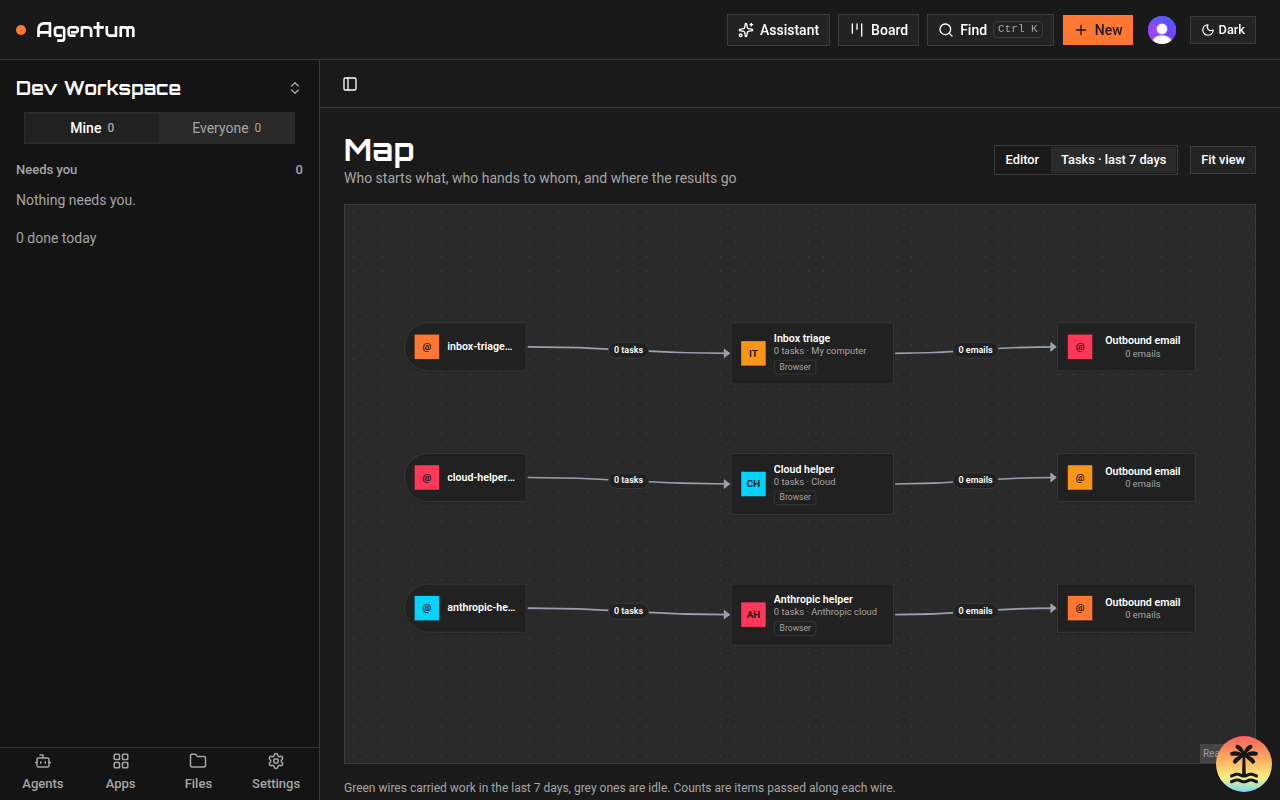 Agentum
Assistant
Board
Find Ctrl K
New
Dark
Dev Workspace
Mine 0
Everyone 0
Needs you 0
Nothing needs you.
0 done today
Map
Who starts what, who hands to whom, and where the results go
Editor
Tasks · last 7 days
Fit view
@ inbox-triage...
0 tasks
IT
Inbox triage
0 tasks · My computer
Browser
0 emails
@
Outbound email
0 emails
@ cloud-helper...
0 tasks
CH
Cloud helper
0 tasks · Cloud
Browser
0 emails
@
Outbound email
0 emails
@ anthropic-he...
0 tasks
AH
Anthropic helper
0 tasks · Anthropic cloud
Browser
0 emails
@
Outbound email
0 emails
Green wires carried work in the last 7 days, grey ones are idle. Counts are items passed along each wire.
Agents
Apps
Files
Settings